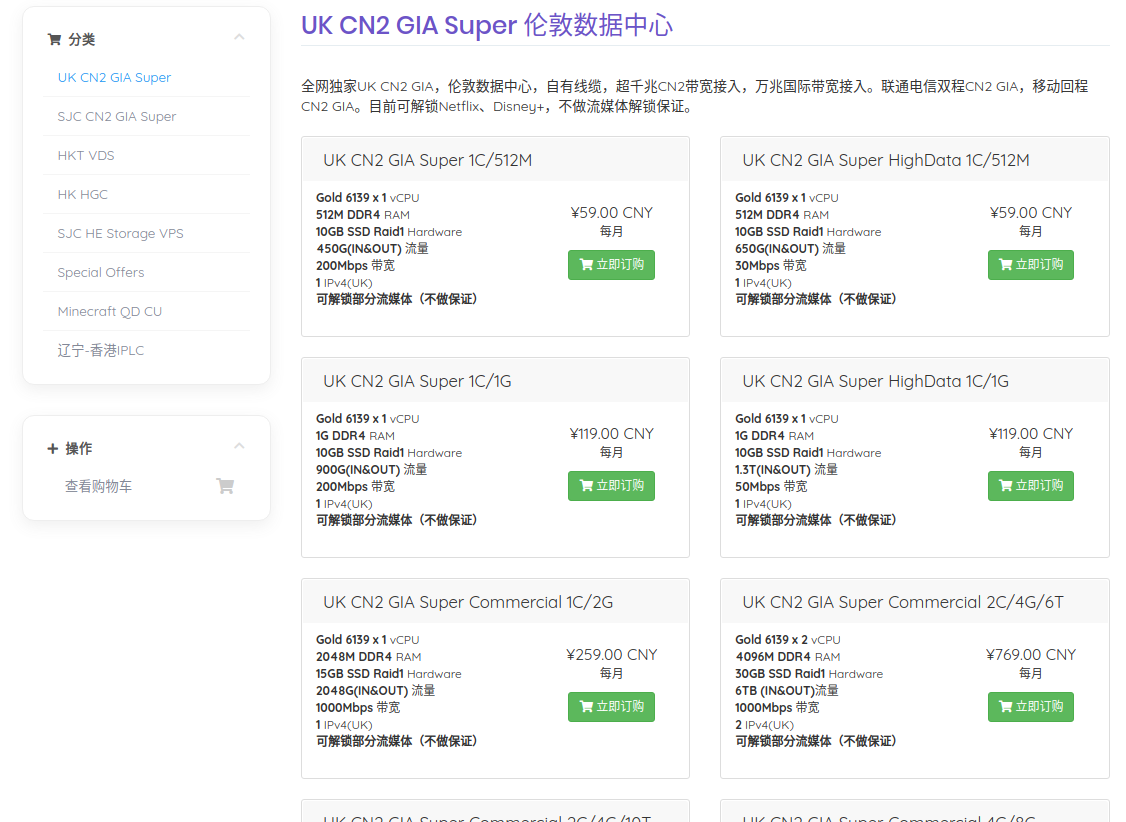 分类
UK CN2 GIA Super
SJC CN2 GIA Super
HKT VDS
HK HGC
SJC HE Storage VPS
Special Offers
Minecraft QD CU
辽宁-香港IPLC
操作
查看购物车
UK CN2 GIA Super 伦敦数据中心
全网独家UK CN2 GIA，伦敦数据中心，自有线缆，超千兆CN2带宽接入，万兆国际带宽接入。联通电信双程CN2 GIA，移动回程
CN2 GIA。目前可解锁Netflix、Disney+，不做流媒体解锁保证。
UK CN2 GIA Super 1C/512M
Gold 6139 x 1 vCPU
512M DDR4 RAM
10GB SSD Raid1 Hardware
450G(IN&OUT) 流量
200Mbps 带宽
1 IPv4(UK)
可解锁部分流媒体（不做保证）
¥59.00 CNY
每月
立即订购
UK CN2 GIA Super HighData 1C/512M
Gold 6139 x 1 vCPU
512M DDR4 RAM
10GB SSD Raid1 Hardware
650G(IN&OUT) 流量
30Mbps 带宽
1 IPv4(UK)
可解锁部分流媒体（不做保证）
¥59.00 CNY
每月
立即订购
UK CN2 GIA Super 1C/1G
Gold 6139 x 1 vCPU
1G DDR4 RAM
10GB SSD Raid1 Hardware
900G(IN&OUT) 流量
200Mbps 带宽
1 IPv4(UK)
可解锁部分流媒体（不做保证）
¥119.00 CNY
每月
立即订购
UK CN2 GIA Super HighData 1C/1G
Gold 6139 x 1 vCPU
1G DDR4 RAM
10GB SSD Raid1 Hardware
1.3T(IN&OUT) 流量
50Mbps 带宽
1 IPv4(UK)
可解锁部分流媒体（不做保证）
¥119.00 CNY
每月
立即订购
UK CN2 GIA Super Commercial 1C/2G
Gold 6139 x 1 vCPU
2048M DDR4 RAM
15GB SSD Raid1 Hardware
2048G(IN&OUT) 流量
1000Mbps 带宽
1 IPv4(UK)
可解锁部分流媒体（不做保证）
¥259.00 CNY
每月
立即订购
UK CN2 GIA Super Commercial 2C/4G/6T
Gold 6139 x 2 vCPU
4096M DDR4 RAM
30GB SSD Raid1 Hardware
6TB (IN&OUT)流量
1000Mbps 带宽
2 IPv4(UK)
可解锁部分流媒体（不做保证）
¥769.00 CNY
每月
立即订购
UK CN2 GIA Super Commercial 2C/4G/10T
UK CN2 GIA Super Commercial 4C/8G